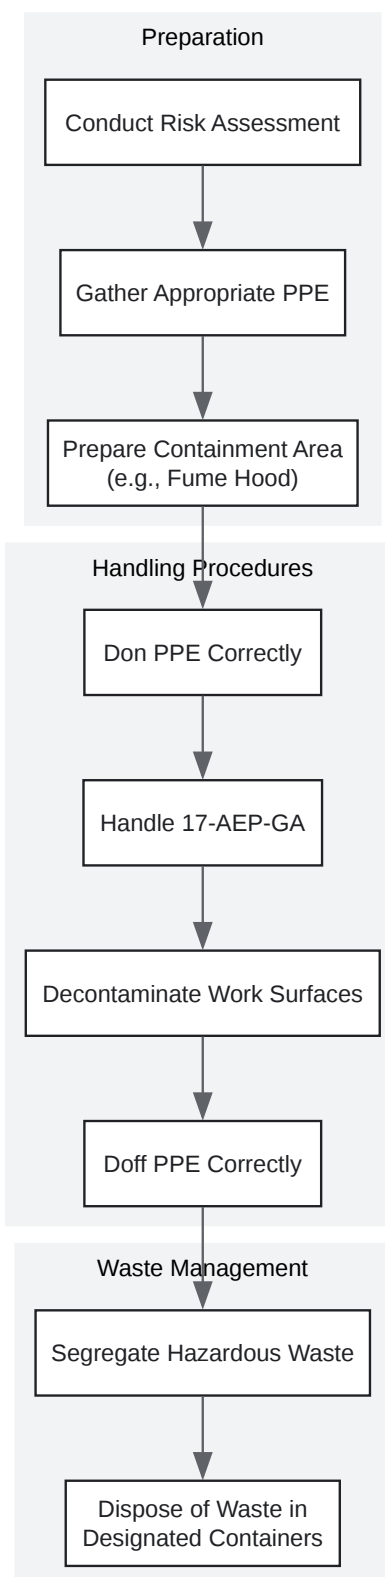 Preparation
Conduct Risk Assessment
Gather Appropriate PPE
Prepare Containment Area
(e.g., Fume Hood)
Handling Procedures
Don PPE Correctly
Handle 17-AEP-GA
Decontaminate Work Surfaces
Doff PPE Correctly
Waste Management
Segregate Hazardous Waste
Dispose of Waste in
Designated Containers